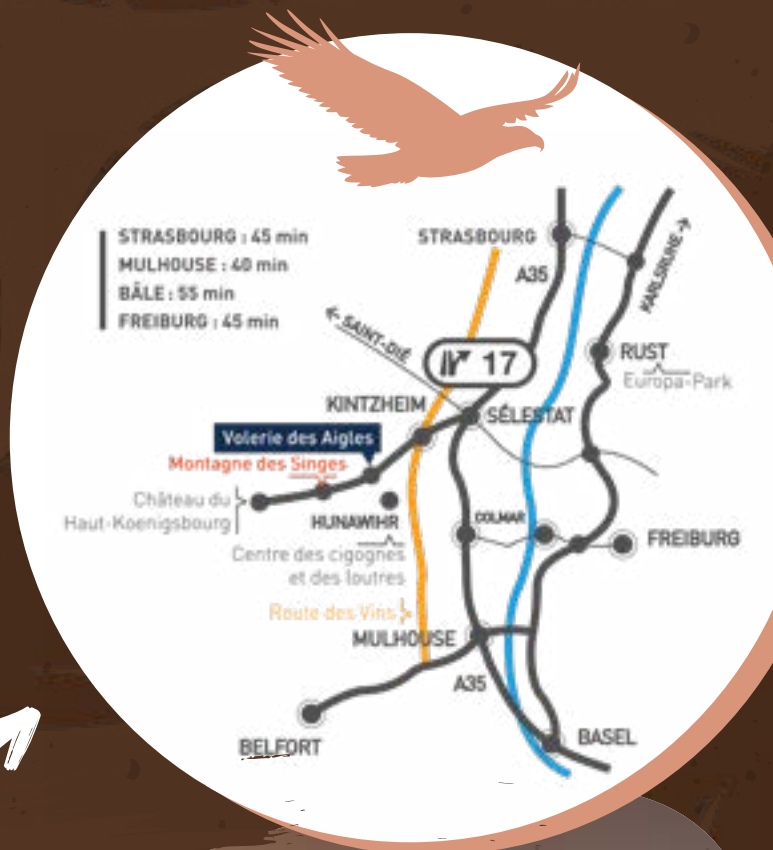 STRASBOURG : 45 min
MULHOUSE : 40 min
BÂLE : 55 min
FREIBURG : 45 min
STRASBOURG
A35
KARLSRUHE →
← SAINT-DIÉ
17
RUST
Europa-Park
KINTZHEIM
SÉLESTAT
Volerie des Aigles
Montagne des Singes
Château du
Haut-Koenigsbourg
HUNAWIHR
COLMAR
FREIBURG
Centre des cigognes
et des loutres
Route des Vins
MULHOUSE
A35
BELFORT
BASEL